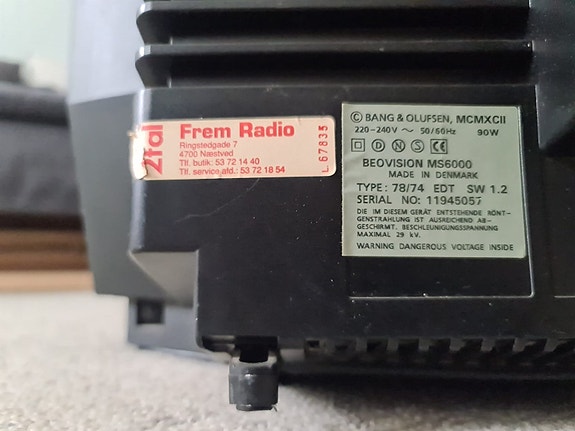 2'al
Frem Radio
Ringstedgade 7
4700 Næstved
Tlf. butik: 53 72 14 40
Tlf. service afd.: 53 72 18 54
L 67835
© BANG & OLUFSEN, MCMXCII
220-240V ~ 50/60Hz 90W
D N S
BEOVISION MS6000
MADE IN DENMARK
TYPE: 78/74 EDT SW 1.2
SERIAL NO: 11945057
DIE IM DIESEM GERÄT ENTSTEHENDE RÖNT-
GENSTRAHLUNG IST AUSREICHEND AB-
GESCHIRMT. BESCHLEUNIGUNGSSPANNUNG
MAXIMAL 29 kV.
WARNING DANGEROUS VOLTAGE INSIDE